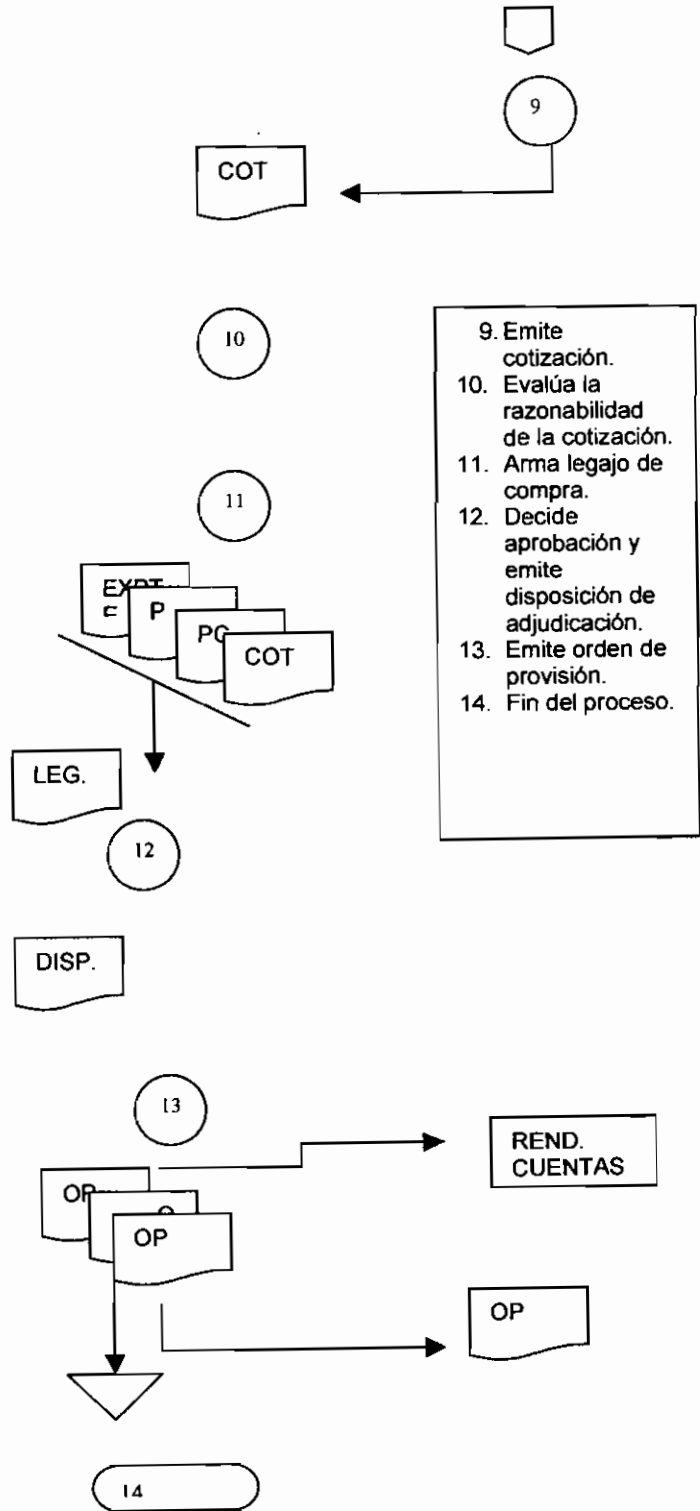 9
COT
10
9. Emite
cotización.
10. Evalúa la
razonabilidad
de la cotización.
11. Arma legajo de
compra.
12. Decide
aprobación y
emite
disposición de
adjudicación.
13. Emite orden de
provisión.
14. Fin del proceso.
11
P
COT
LEG.
12
DISP.
13
REND.
CUENTAS
OP
OP
OP
14